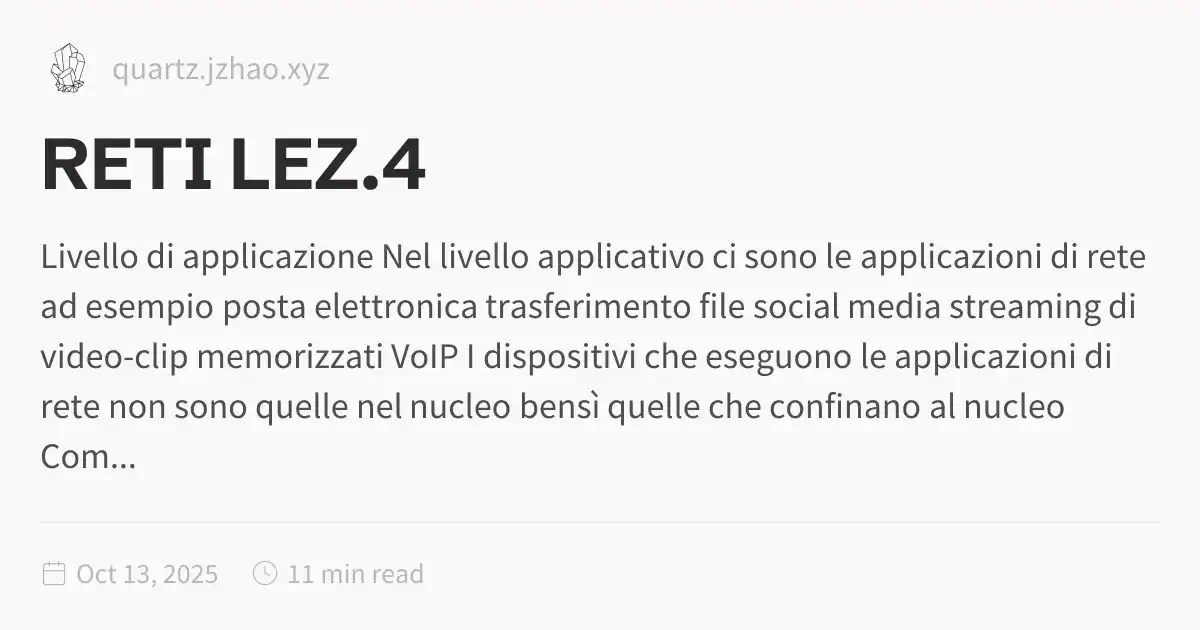 quartz.jzhao.xyz
RETI LEZ.4
Livello di applicazione Nel livello applicativo ci sono le applicazioni di rete
ad esempio posta elettronica trasferimento file social media streaming di
video-clip memorizzati VoIP I dispositivi che eseguono le applicazioni di
rete non sono quelle nel nucleo bensì quelle che confinano al nucleo
Com...
Oct 13, 2025 11 min read